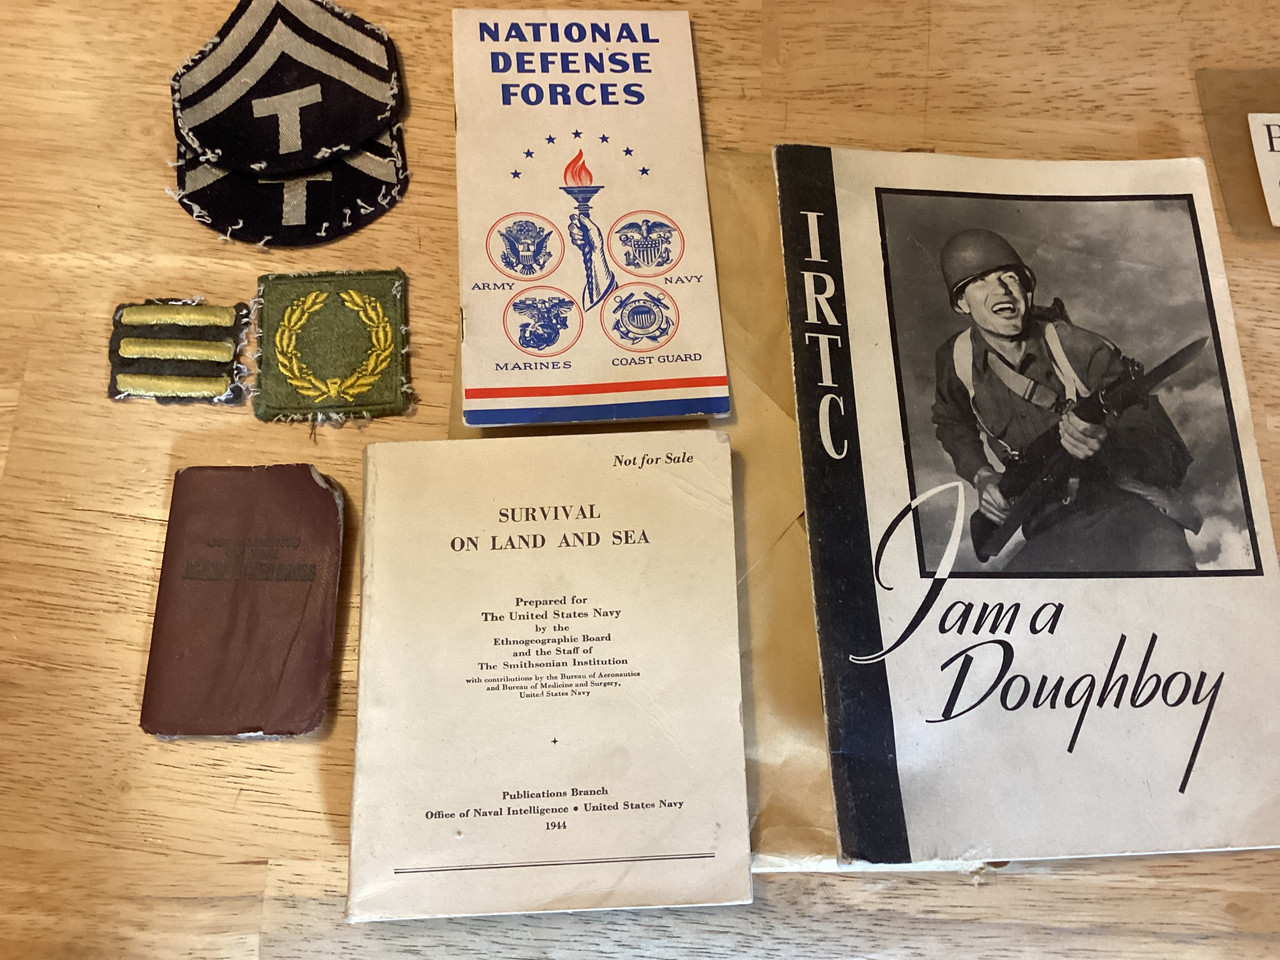 T
T
NATIONAL
DEFENSE
FORCES
ARMY
NAVY
MARINES
COAST GUARD
Not for Sale
SURVIVAL
ON LAND AND SEA
Prepared for
The United States Navy
by the
Ethnogeographic Board
and the Staff of
The Smithsonian Institution
with contributions by the Bureau of Aeronautics
and Bureau of Medicine and Surgery,
United States Navy
Publications Branch
Office of Naval Intelligence • United States Navy
1944
IRTC
I am a
Doughboy